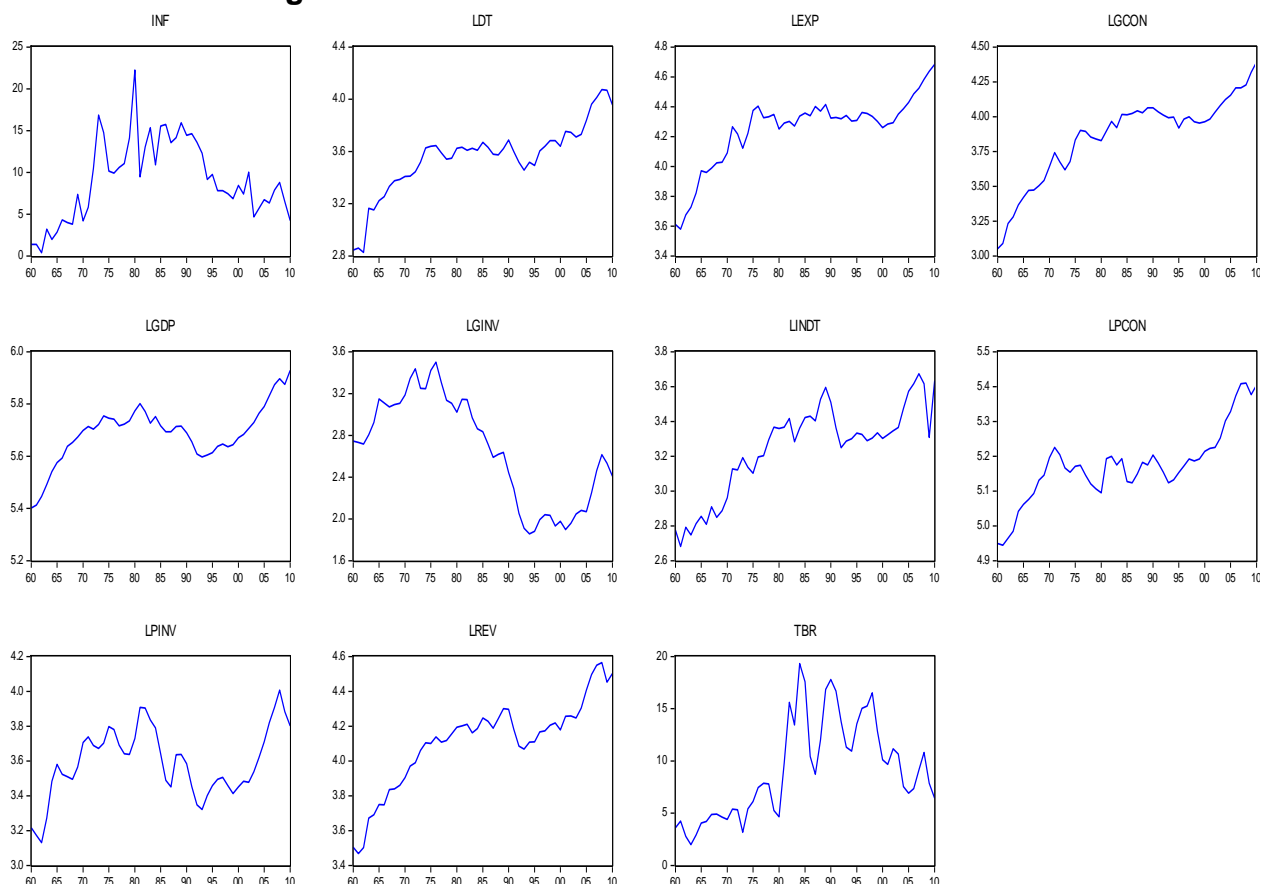 INF LDT LEXP LGCON
25 4.4 4.8 4.50
20 4.0 4.6 4.25
15 3.6 4.4 4.00
10 3.2 4.2 3.75
5 2.8 4.0 3.50
0 3.8 3.25
3.6 3.00
3.4
60 65 70 75 80 85 90 95 00 05 10 60 65 70 75 80 85 90 95 00 05 10 60 65 70 75 80 85 90 95 00 05 10 60 65 70 75 80 85 90 95 00 05 10
LGDP LGINV LINDT LPCON
6.0 3.6 3.8 5.5
5.8 3.2 3.6 5.4
5.6 2.8 3.4 5.3
5.4 2.4 3.2 5.2
5.2 2.0 3.0 5.1
1.6 2.8 5.0
2.6 4.9
60 65 70 75 80 85 90 95 00 05 10 60 65 70 75 80 85 90 95 00 05 10 60 65 70 75 80 85 90 95 00 05 10 60 65 70 75 80 85 90 95 00 05 10
LPINV LREV TBR
4.2 4.6 20
4.0 4.4 15
3.8 4.2 10
3.6 4.0 5
3.4 3.8 0
3.2 3.6
3.0 3.4
60 65 70 75 80 85 90 95 00 05 10 60 65 70 75 80 85 90 95 00 05 10 60 65 70 75 80 85 90 95 00 05 10